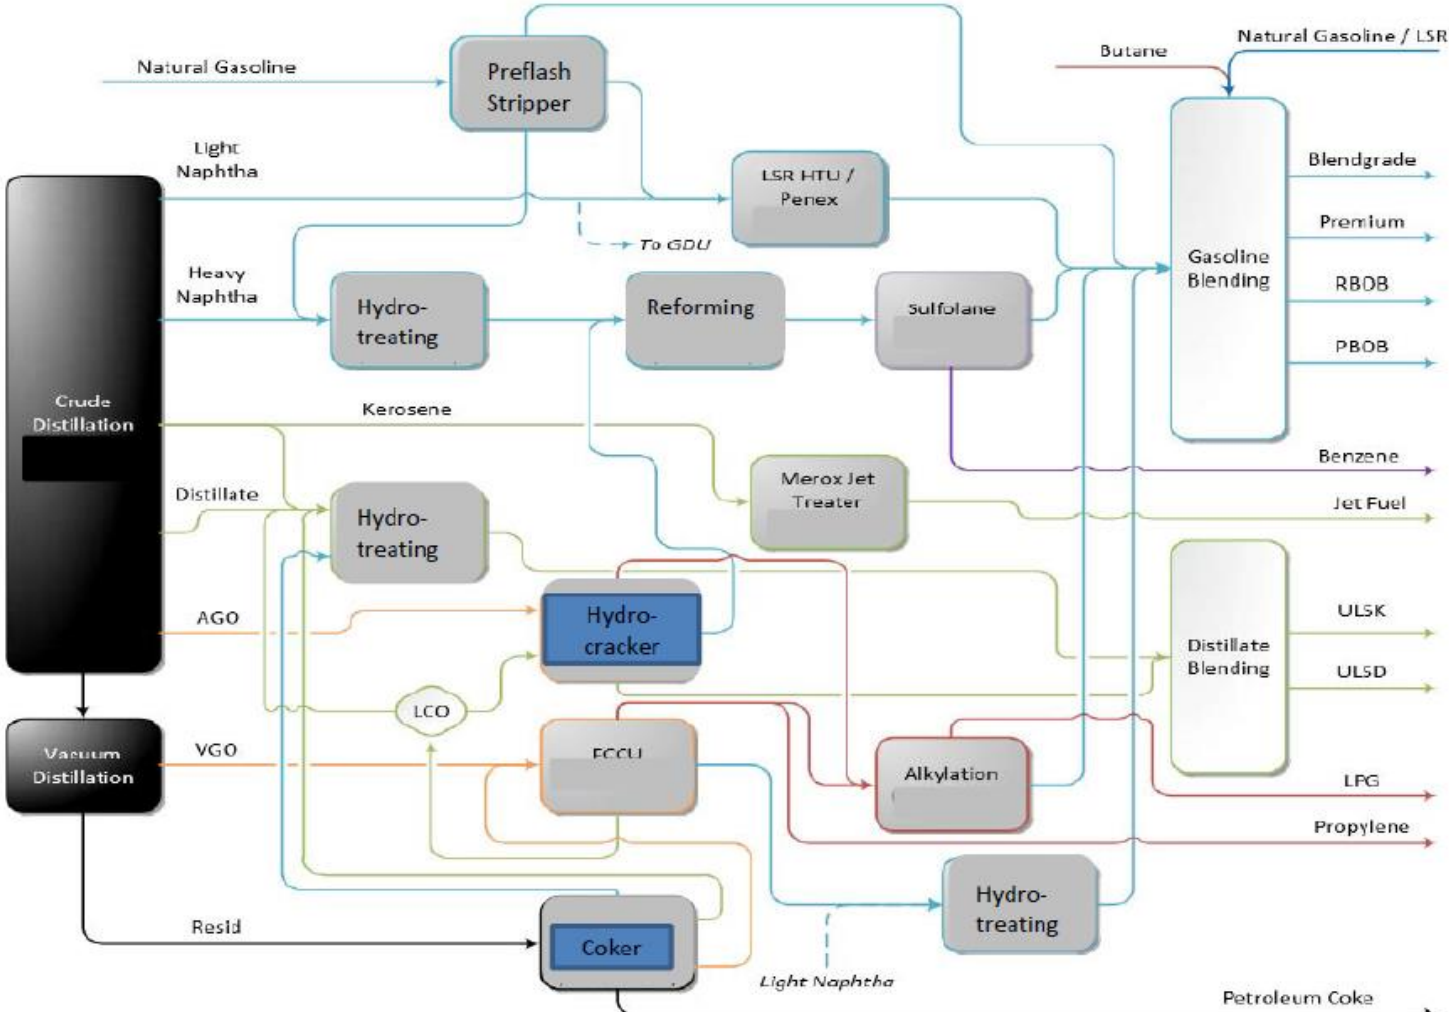 Natural Gasoline / LSR
Butane
Natural Gasoline
Preflash
Stripper
Light
Naphtha
LSR HTU /
Penex
Blendgrade
Premium
To GDU
Gasoline
Blending
Heavy
Naphtha
Hydro-
treating
Reforming
Sulfolane
RBOB
PBOB
Crude
Distillation
Kerosene
Benzene
Merox Jet
Treater
Jet Fuel
Distillate
Hydro-
treating
AGO
Hydro-
cracker
ULSK
Distillate
Blending
ULSD
LCO
Vacuum
Distillation
VGO
FCCU
Alkylation
LPG
Propylene
Hydro-
treating
Resid
Coker
Light Naphtha
Petroleum Coke